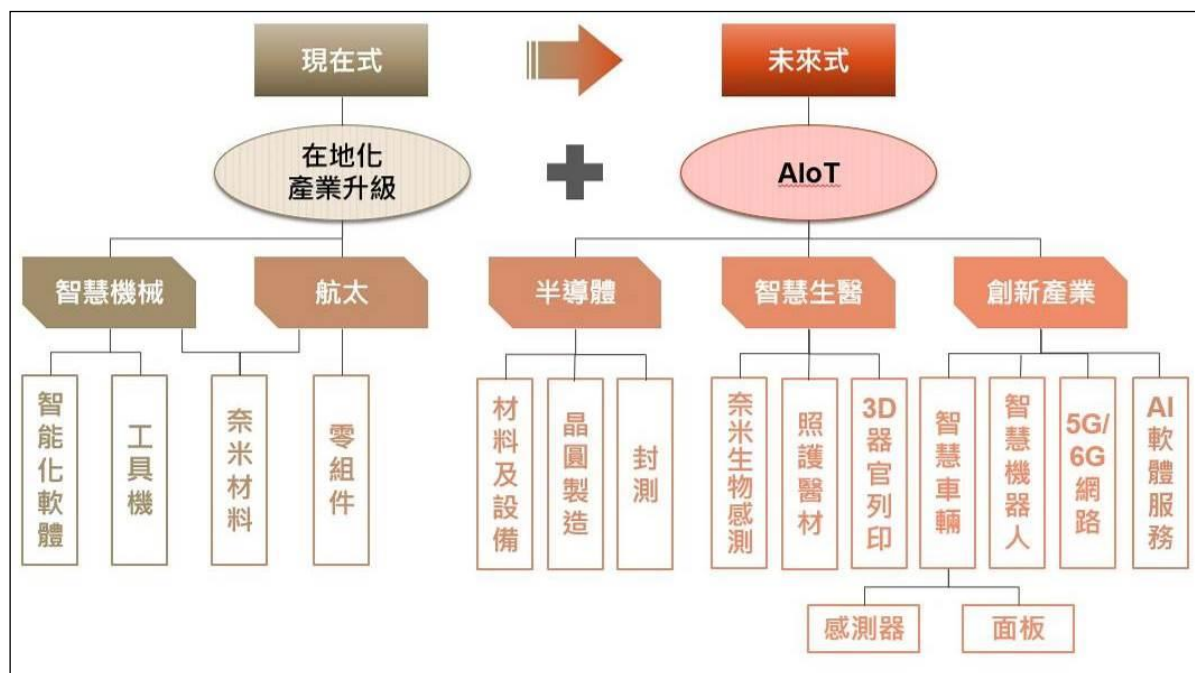 現在式
未來式
在地化
產業升級
AIoT
智慧機械
航太
半導體
智慧生醫
創新產業
智能化軟體
工具機
奈米材料
零組件
材料及設備
晶圓製造
封測
奈米生物感測
照護醫材
3D器官列印
智慧車輛
智慧機器人
5G/6G網路
AI軟體服務
感測器
面板